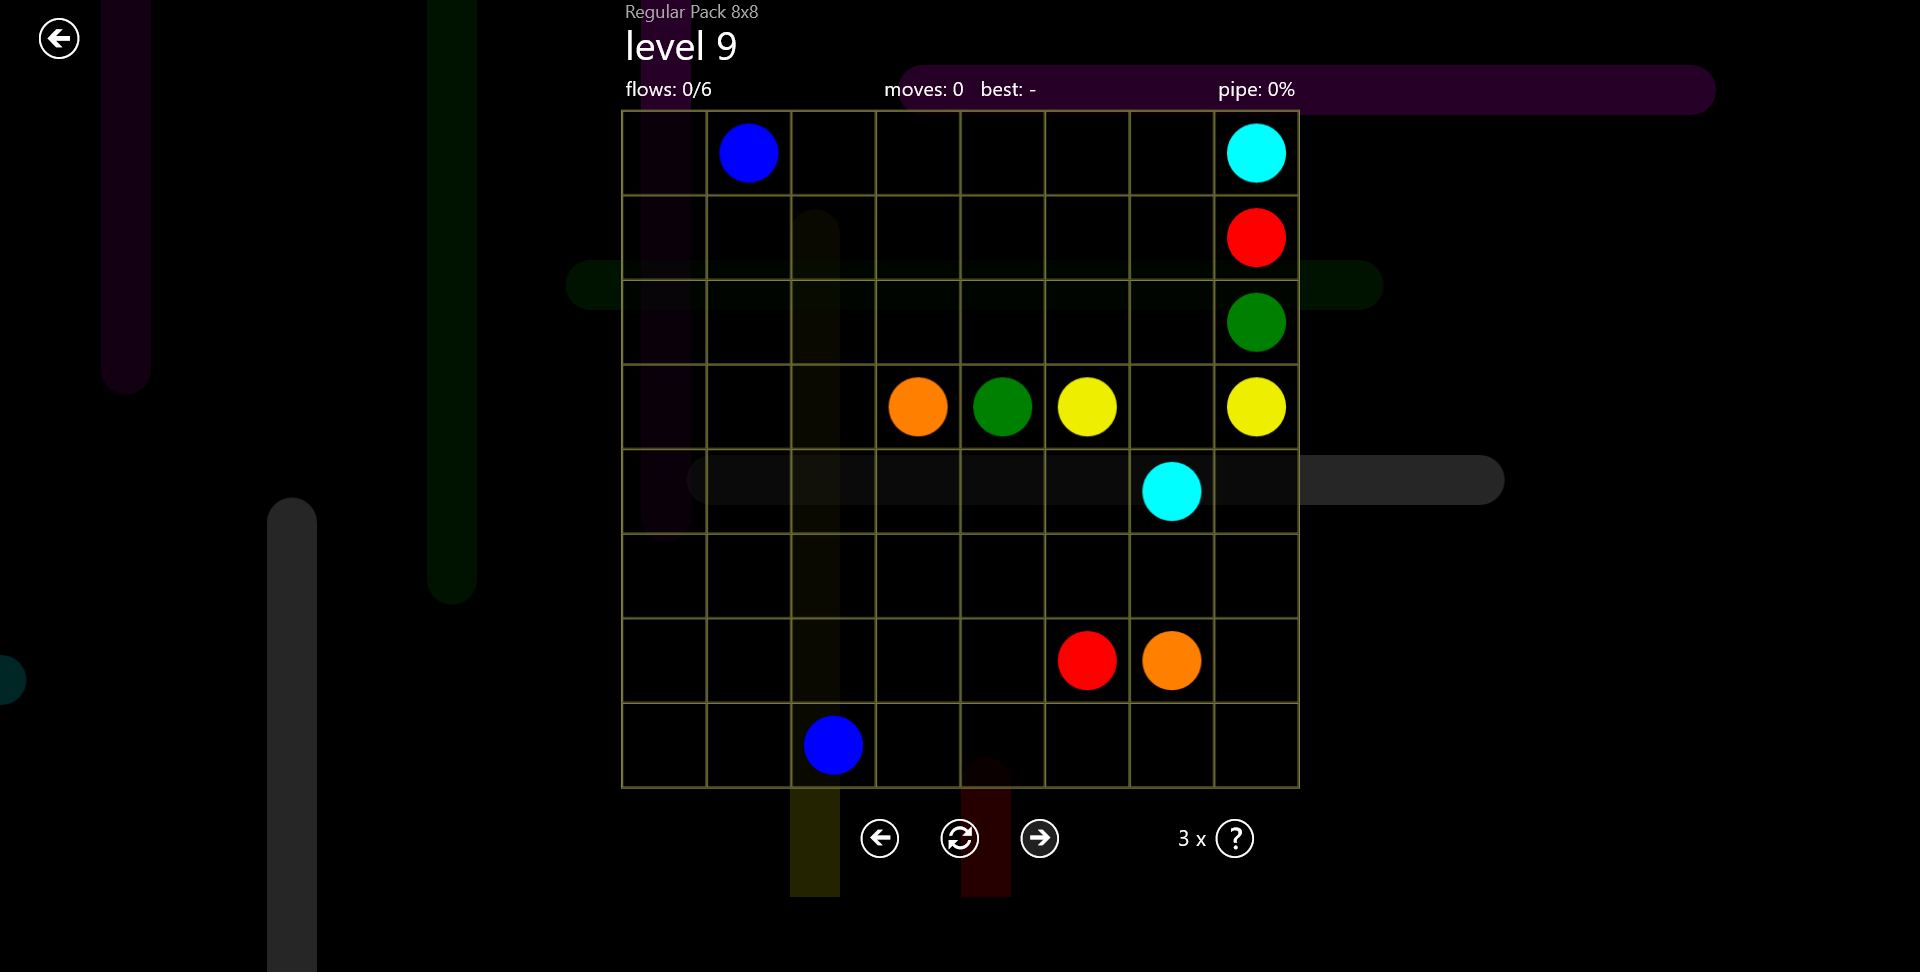 Regular Pack 8x8
level 9
flows: 0/6 moves: 0 best: - pipe: 0%
3 x ?